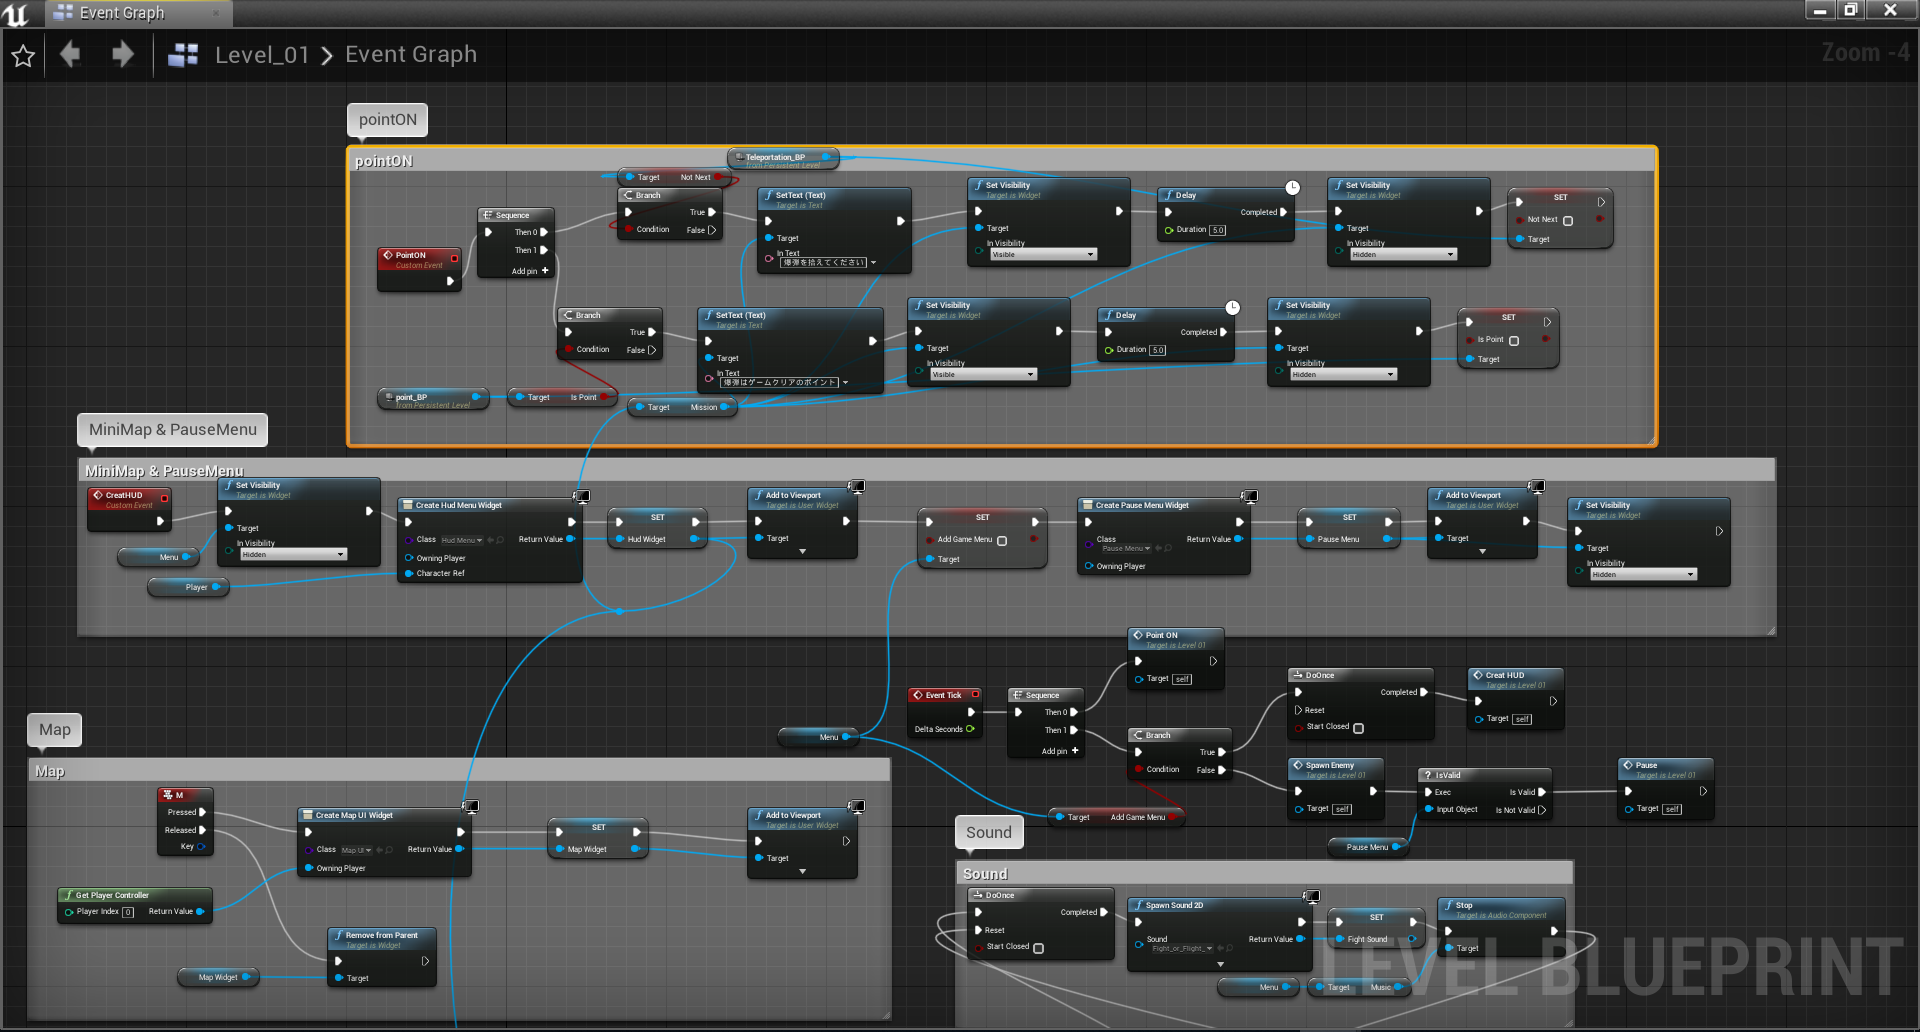 Event Graph
Level_01 > Event Graph
Zoom -4
pointON
pointON
Teleportation_BP
from Persistent Level
Target Not Next
Branch
True
Condition False
SetText (Text)
Target is Text
Target
In Text
爆弾を拾えてください
Set Visibility
Target is Widget
Target
In Visibility
Visible
Delay
Completed
Duration 5.0
Set Visibility
Target is Widget
Target
In Visibility
Hidden
SET
Not Next
Target
Sequence
Then 0
Then 1
Add pin +
PointON
Custom Event
Branch
True
Condition False
SetText (Text)
Target is Text
Target
In Text
爆弾はゲームクリアのポイント
Set Visibility
Target is Widget
Target
In Visibility
Visible
Delay
Completed
Duration 5.0
Set Visibility
Target is Widget
Target
In Visibility
Hidden
SET
Is Point
Target
point_BP
from Persistent Level
Target Is Point
Target Mission
MiniMap & PauseMenu
MiniMap & PauseMenu
CreatHUD
Custom Event
Set Visibility
Target is Widget
Target
In Visibility
Hidden
Menu
Player
Create Hud Menu Widget
Class Hud Menu Return Value
Owning Player
Character Ref
SET
Hud Widget
Add to Viewport
Target is User Widget
Target
SET
Add Game Menu
Target
Create Pause Menu Widget
Class Return Value
Pause Menu
Owning Player
SET
Pause Menu
Add to Viewport
Target is User Widget
Target
Set Visibility
Target is Widget
Target
In Visibility
Hidden
Point ON
Target is Level 01
Target self
Event Tick
Delta Seconds
Sequence
Then 0
Then 1
Add pin +
Menu
Branch
True
Condition False
DoOnce
Completed
Reset
Start Closed
Creat HUD
Target is Level 01
Target self
Spawn Enemy
Target is Level 01
Target self
? IsValid
Exec Is Valid
Input Object Is Not Valid
Pause
Target is Level 01
Target self
Target Add Game Menu
Pause Menu
Map
Map
M
Pressed
Released
Key
Create Map UI Widget
Class Map UI Return Value
Owning Player
SET
Map Widget
Add to Viewport
Target is User Widget
Target
Get Player Controller
Player Index 0 Return Value
Remove from Parent
Target is Widget
Target
Map Widget
Sound
Sound
DoOnce
Completed
Reset
Start Closed
Spawn Sound 2D
Sound Return Value
Fight_or_Flight_
SET
Fight Sound
Stop
Target is Audio Component
Target
Menu
Target Music
LEVEL BLUEPRINT